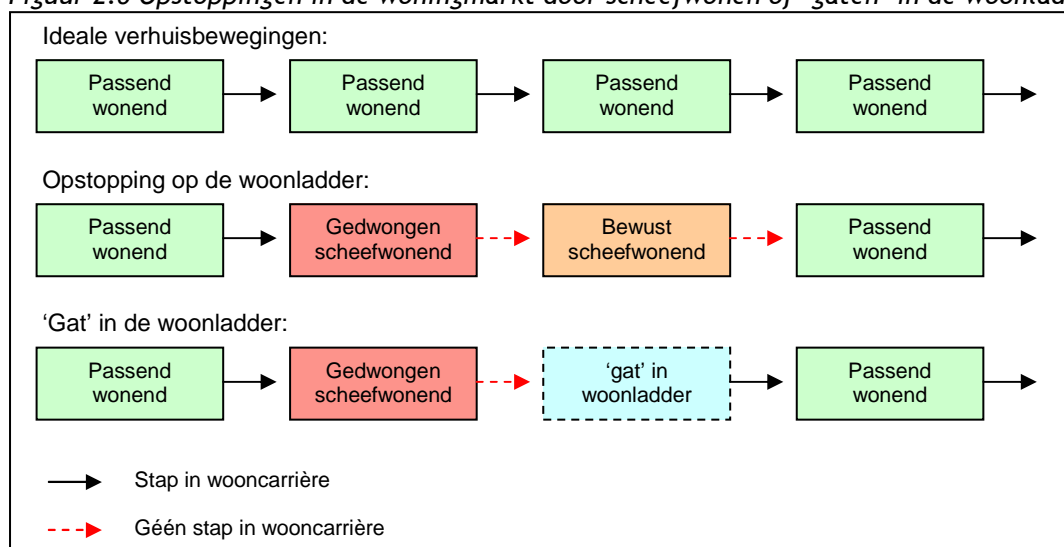 Figuur 2.6 Opstoppingen in de woningmarkt door scheefwonen of 'gaten' in de woonlad
Ideale verhuisbewegingen:
Passend
wonend
Passend
wonend
Passend
wonend
Passend
wonend
Opstopping op de woonladder:
Passend
wonend
Gedwongen
scheefwonend
Bewust
scheefwonend
Passend
wonend
‘Gat’ in de woonladder:
Passend
wonend
Gedwongen
scheefwonend
‘gat’ in
woonladder
Passend
wonend
Stap in wooncarrière
Géén stap in wooncarrière